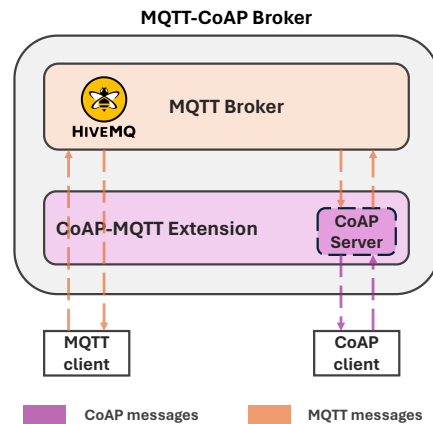 MQTT-CoAP Broker
HIVEMQ
MQTT Broker
CoAP-MQTT Extension
CoAP
Server
MQTT
client
CoAP
client
CoAP messages
MQTT messages